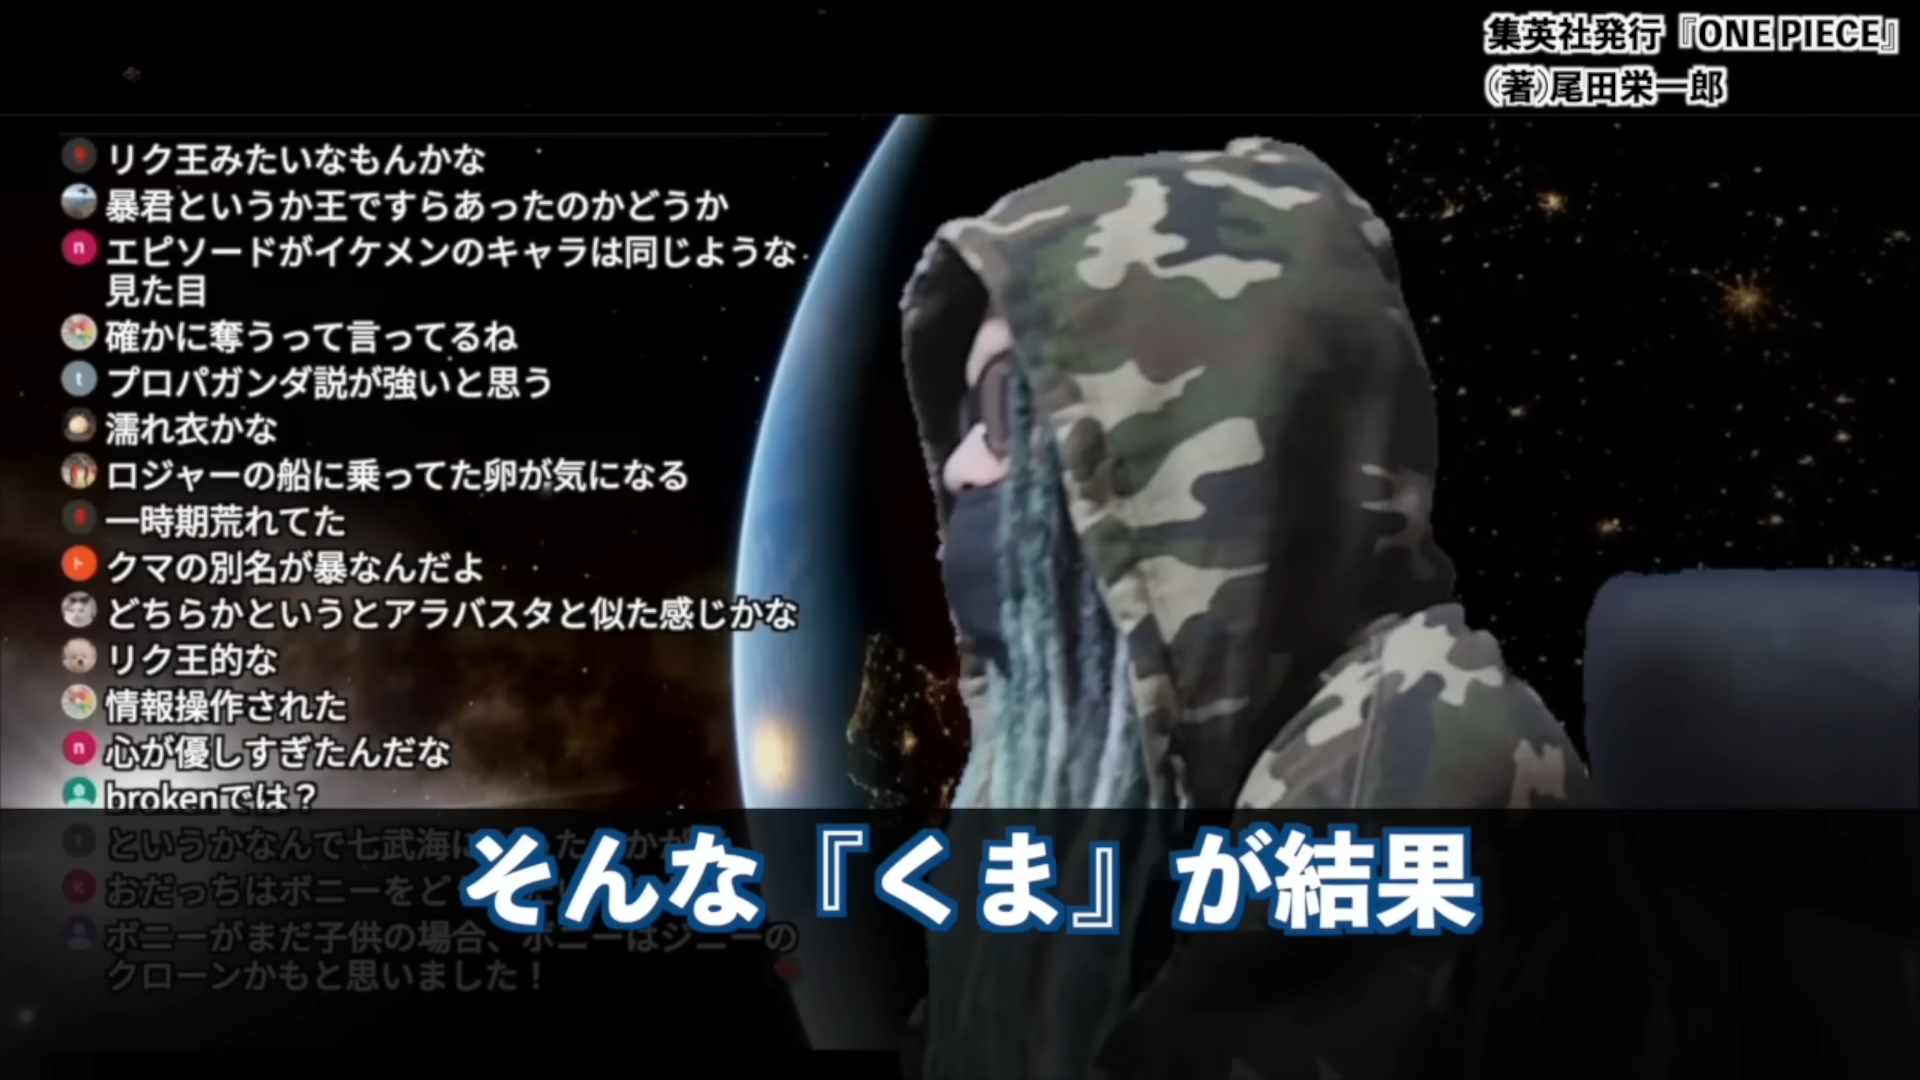 集英社発行『ONE PIECE』
(著)尾田栄一郎
リク王みたいなもんかな
暴君というか王ですらあったのかどうか
n エピソードがイケメンのキャラは同じような
見た目
確かに奪うって言ってるね
t プロパガンダ説が強いと思う
濡れ衣かな
ロジャーの船に乗ってた卵が気になる
一時期荒れてた
ト クマの別名が暴なんだよ
どちらかというとアラバスタと似た感じかな
リク王的な
情報操作された
n 心が優しすぎたんだな
brokenでは？
というかなんで七武海に
K おだっちはボニーをど
ボニーがまだ子供の場合、ボニーはジニーの
クローンかもと思いました！
そんな『くま』が結果